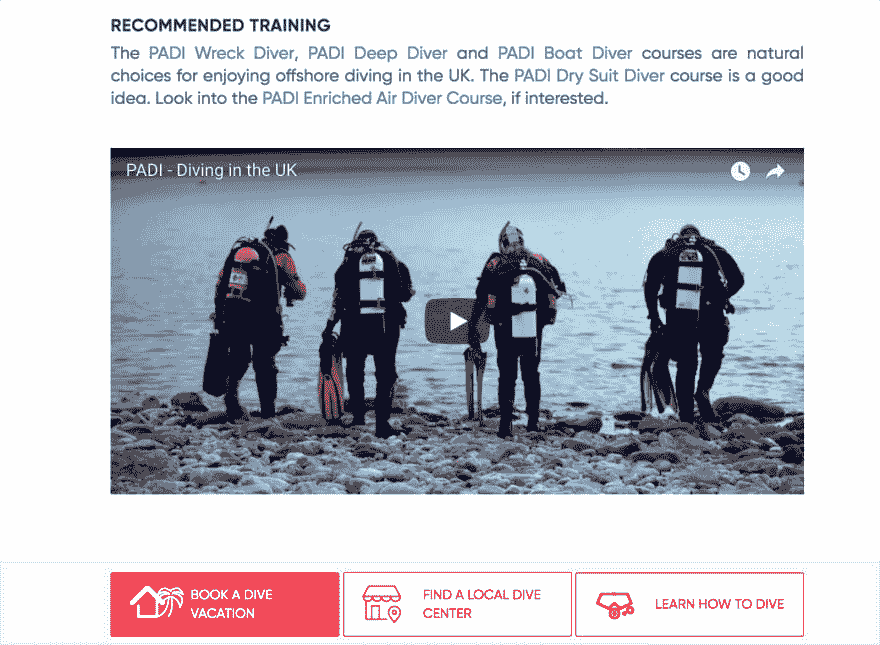 RECOMMENDED TRAINING
The PADI Wreck Diver, PADI Deep Diver and PADI Boat Diver courses are natural
choices for enjoying offshore diving in the UK. The PADI Dry Suit Diver course is a good
idea. Look into the PADI Enriched Air Diver Course, if interested.
PADI - Diving in the UK
BOOK A DIVE
VACATION
FIND A LOCAL DIVE
CENTER
LEARN HOW TO DIVE